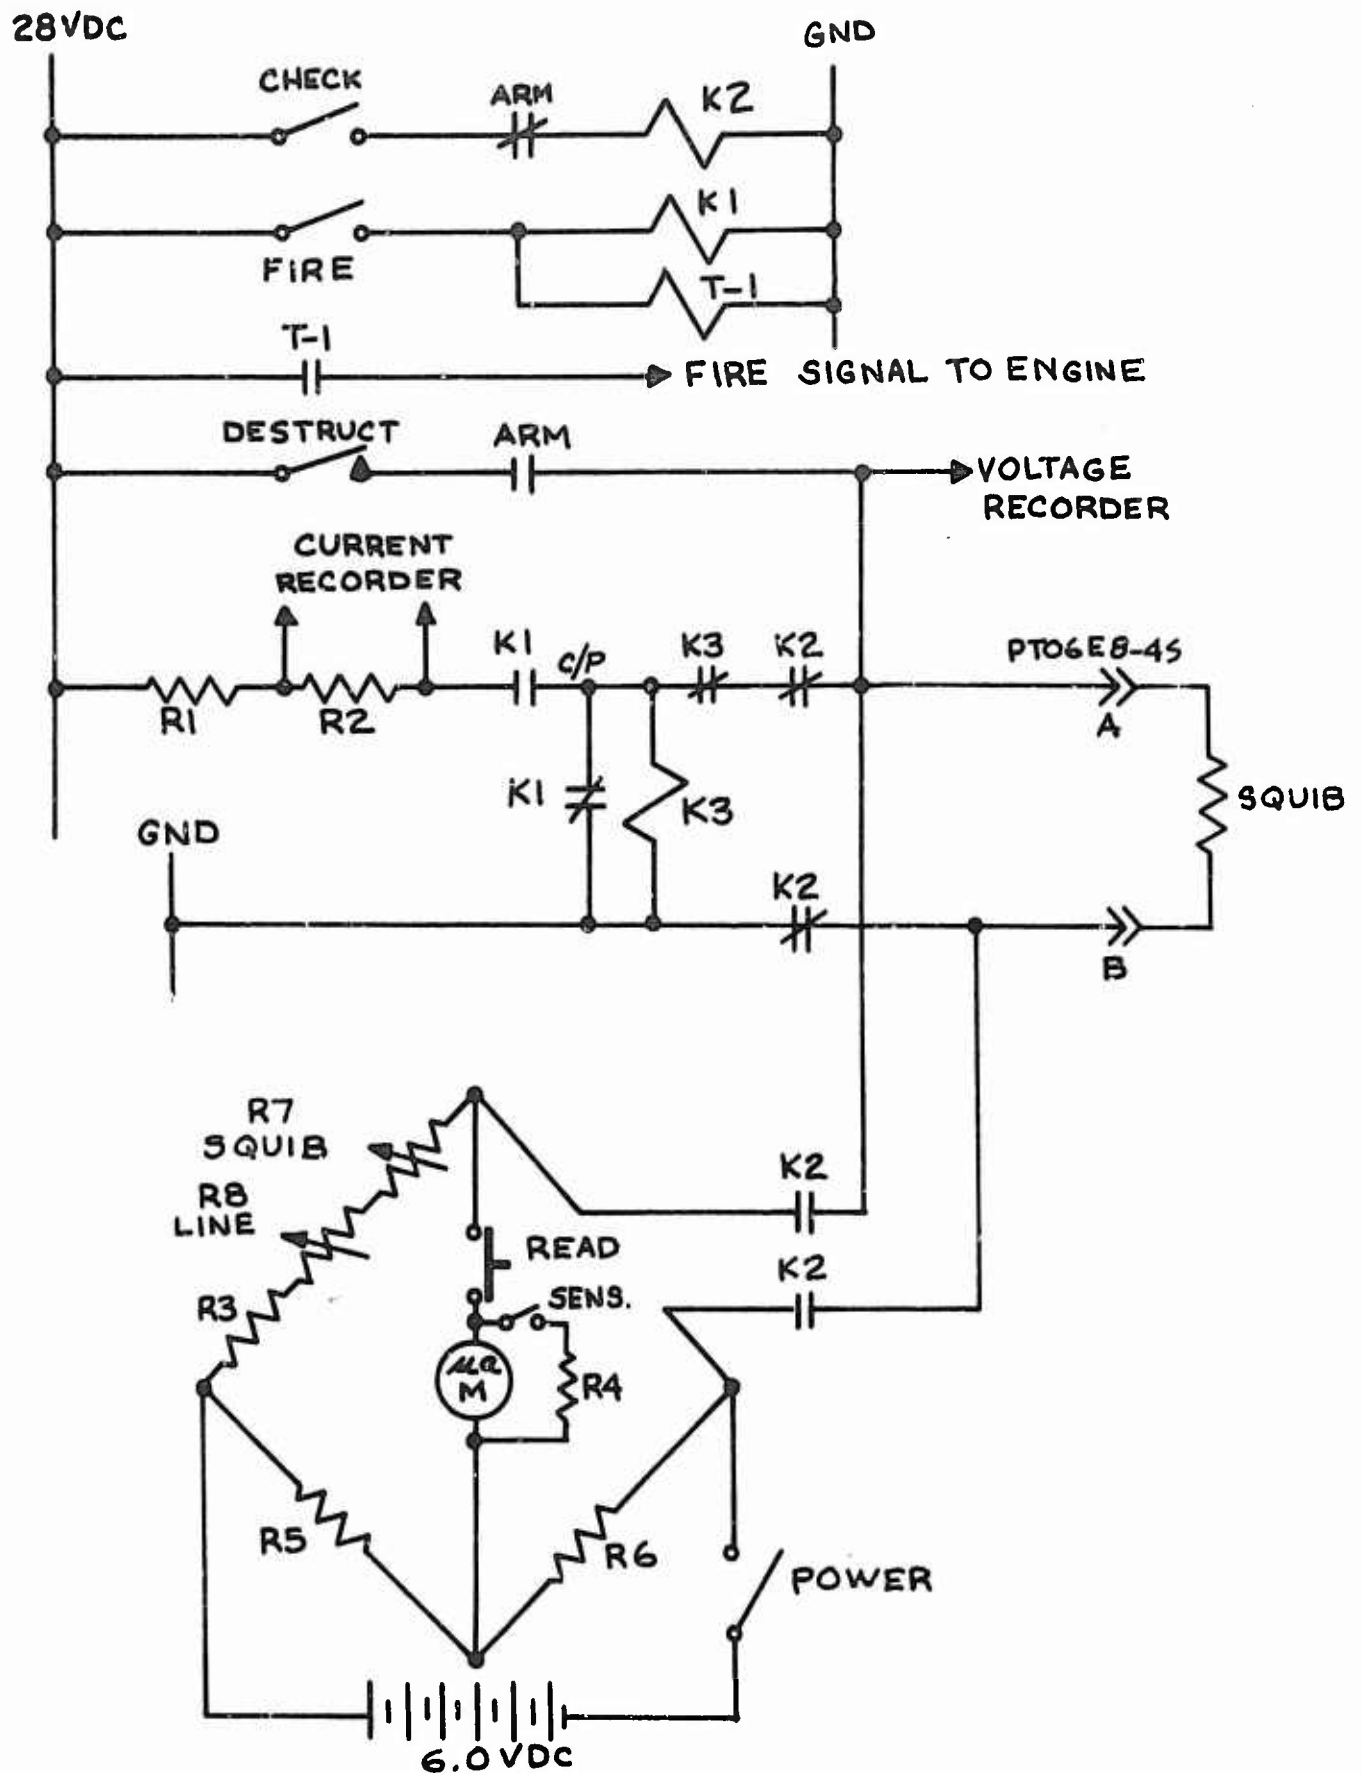 28VDC
GND
CHECK
ARM
K2
K1
FIRE
T-1
T-1
FIRE SIGNAL TO ENGINE
DESTRUCT
ARM
VOLTAGE
RECORDER
CURRENT
RECORDER
K1
C/P
K3
K2
PT06E8-4S
R1
R2
A
K1
K3
SQUIB
GND
K2
B
R7
SQUIB
K2
R8
LINE
READ
K2
R3
SENS.
µa
M
R4
R5
R6
POWER
6.0VDC